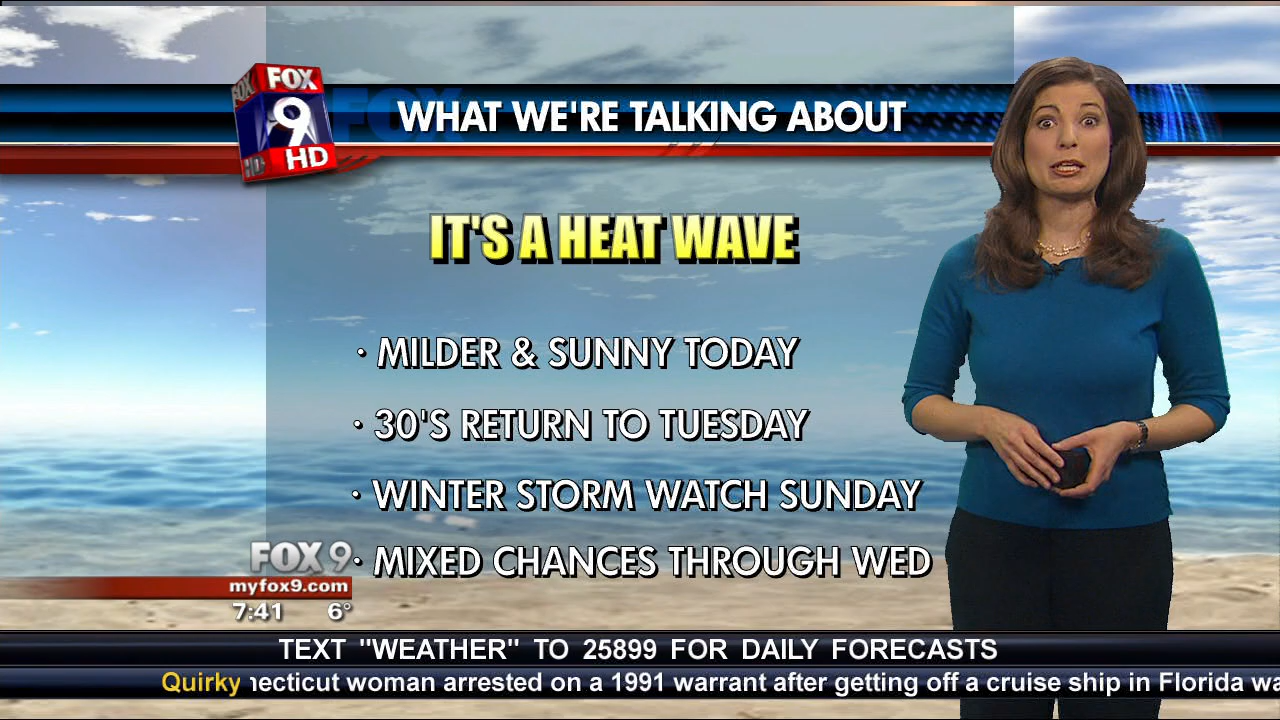 FOX
9
HD
WHAT WE'RE TALKING ABOUT
IT'S A HEAT WAVE
· MILDER & SUNNY TODAY
· 30'S RETURN TO TUESDAY
· WINTER STORM WATCH SUNDAY
· MIXED CHANCES THROUGH WED
FOX 9
myfox9.com
7:41 6°
TEXT "WEATHER" TO 25899 FOR DAILY FORECASTS
Quirky necticut woman arrested on a 1991 warrant after getting off a cruise ship in Florida wa